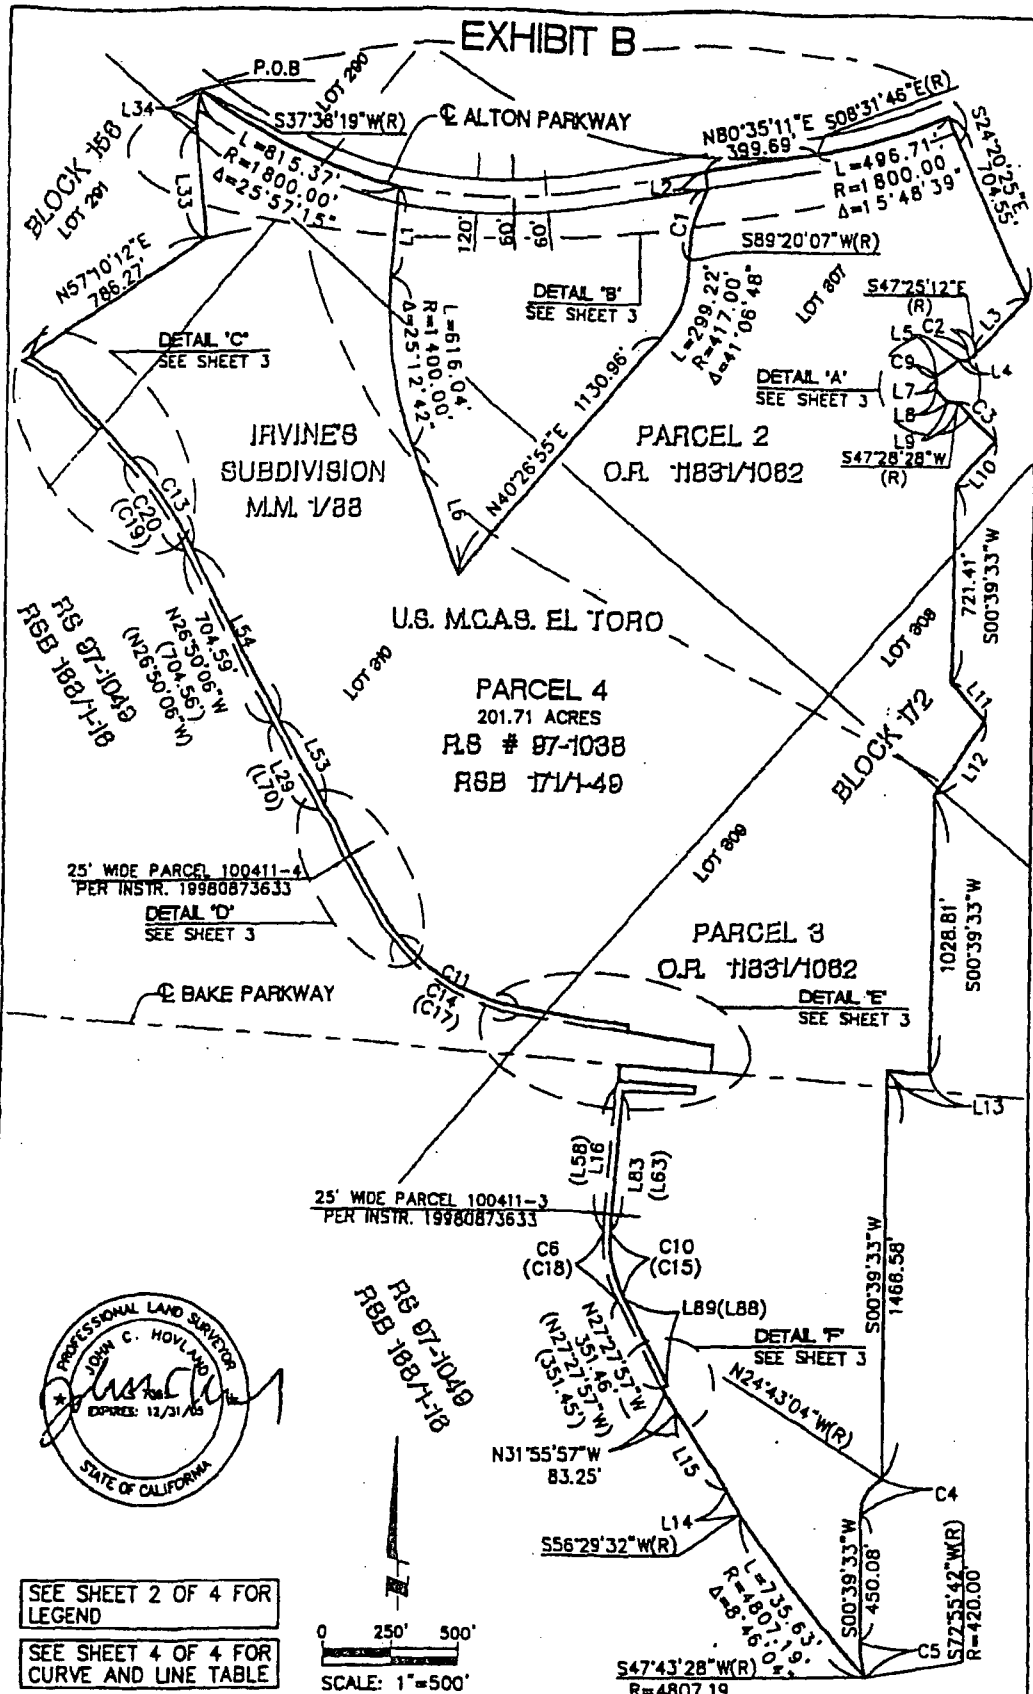 EXHIBIT B
P.O.B
L34
LOT 290
S37°36'19"W(R)
℄ ALTON PARKWAY
N80°35'11"E
399.69'
S08°31'46"E(R)
S24°20'25"E
704.55'
BLOCK 158
LOT 291
L33
L=815.37'
R=1800.00'
Δ=25°57'15"
L=496.71'
R=1800.00'
Δ=15°48'39"
L2
L1
120'
60'
60'
C1
S89°20'07"W(R)
N57°10'12"E
786.27'
DETAIL "B"
SEE SHEET 3
LOT 307
S47°25'12"E
(R)
L=299.22'
R=417.00'
Δ=41°06'48"
L=616.04'
R=1400.00'
Δ=25°12'42"
DETAIL "C"
SEE SHEET 3
L5
C2
L3
C9
L4
L7
DETAIL "A"
SEE SHEET 3
L8
C3
L9
S47°28'28"W
(R)
L10
1130.96'
N40°26'55"E
IRVINE'S
SUBDIVISION
M.M. 1/88
PARCEL 2
O.R. 11831/1062
C13
C20
(C19)
L6
721.41'
S00°39'33"W
U.S. M.C.A.S. EL TORO
LOT 308
L54
704.59'
N26°50'06"W
(704.56')
(N26°50'06"W)
RS 97-1049
RSB 168/1-16
LOT 310
PARCEL 4
201.71 ACRES
R.S # 97-1038
RSB 171/1-49
L11
BLOCK 172
L12
L53
L29
(L70)
LOT 309
25' WIDE PARCEL 100411-4
PER INSTR. 19980873633
DETAIL "D"
SEE SHEET 3
PARCEL 3
O.R. 11831/1062
1028.81'
S00°39'33"W
C11
C14
(C17)
℄ BAKE PARKWAY
DETAIL "E"
SEE SHEET 3
L13
(L58)
L16
L83
(L63)
25' WIDE PARCEL 100411-3
PER INSTR. 19980873633
S00°39'33"W
1468.58'
C6
(C18)
C10
(C15)
L89(L88)
RS 97-1049
RSB 168/1-16
N27°27'57"W
351.46'
(N27°27'57"W)
(351.45')
DETAIL "F"
SEE SHEET 3
N24°43'04"W(R)
PROFESSIONAL LAND SURVEYOR
JOHN C. HOVLAND
EXPIRES: 12/31/05
STATE OF CALIFORNIA
N31°55'57"W
83.25'
L15
C4
L14
S56°29'32"W(R)
L=735.63'
R=4807.19'
S00°39'33"W
450.08'
C5
S72°55'42"W(R)
R=420.00'
SEE SHEET 2 OF 4 FOR
LEGEND
SEE SHEET 4 OF 4 FOR
CURVE AND LINE TABLE
0 250' 500'
SCALE: 1"=500'
S47°43'28"W(R)
R=4807.19